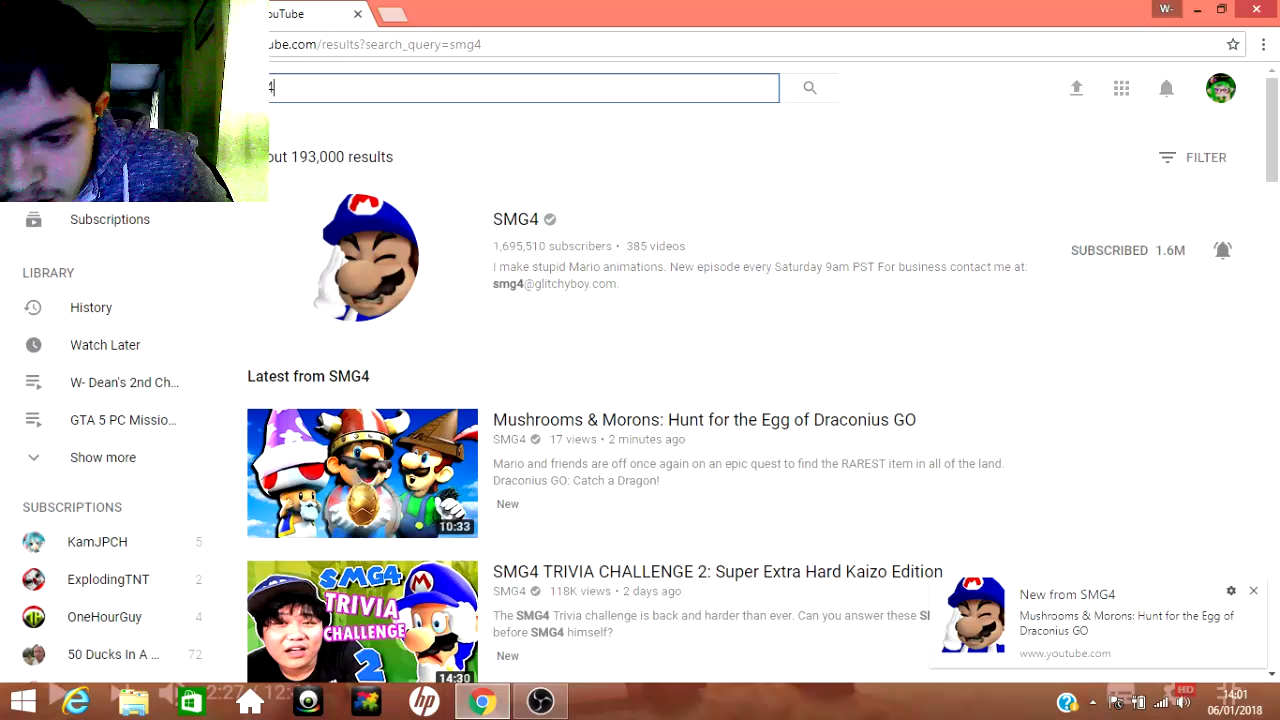 ouTube
W-
ube.com/results?search_query=smg4
4
out 193,000 results
FILTER
Subscriptions
SMG4
1,695,510 subscribers • 385 videos
SUBSCRIBED 1.6M
I make stupid Mario animations. New episode every Saturday 9am PST For business contact me at:
smg4@glitchyboy.com.
LIBRARY
History
Watch Later
W- Dean's 2nd Ch...
GTA 5 PC Missio...
Show more
SUBSCRIPTIONS
KamJPCH 5
ExplodingTNT 2
OneHourGuy 4
50 Ducks In A ... 72
Latest from SMG4
10:33
Mushrooms & Morons: Hunt for the Egg of Draconius GO
SMG4 17 views • 2 minutes ago
Mario and friends are off once again on an epic quest to find the RAREST item in all of the land.
Draconius GO: Catch a Dragon!
New
SMG4
TRIVIA
CHALLENGE
2
14:30
SMG4 TRIVIA CHALLENGE 2: Super Extra Hard Kaizo Edition
SMG4 118K views • 2 days ago
The SMG4 Trivia challenge is back and harder than ever. Can you answer these
before SMG4 himself?
New
New from SMG4
Mushrooms & Morons: Hunt for the Egg of
Draconius GO
www.youtube.com
2:27 / 12:
hp
HD
14:01
06/01/2018